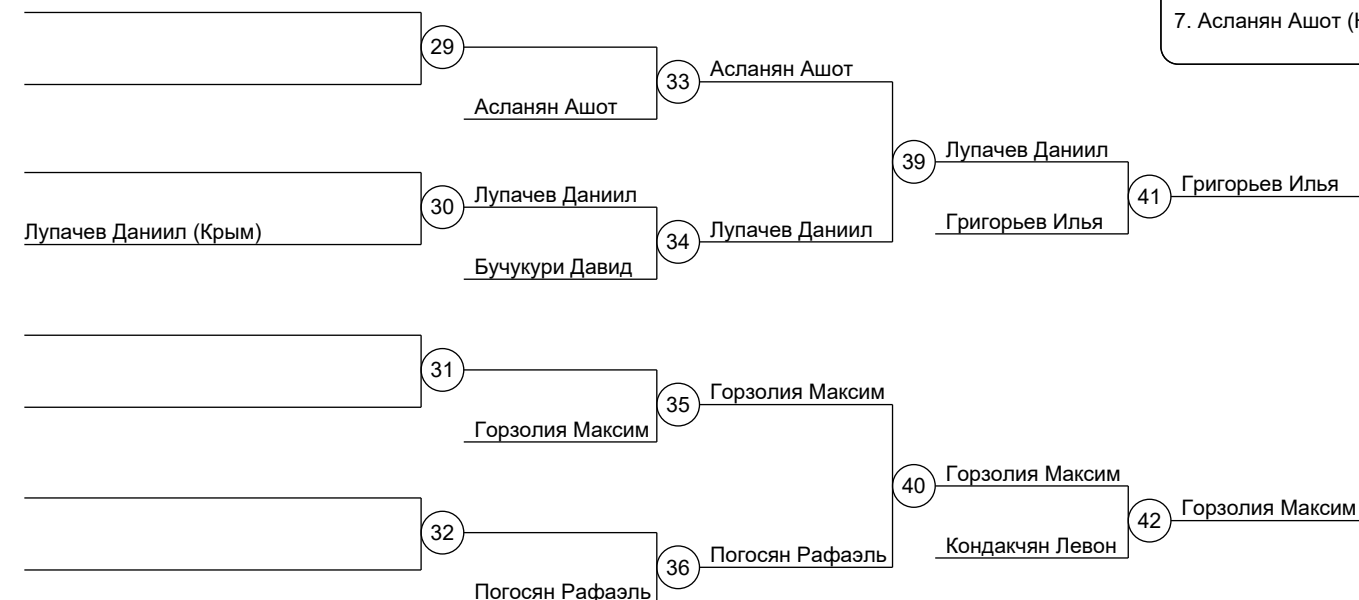 7. Асланян Ашот (
29
33
Асланян Ашот
Асланян Ашот
39
Лупачев Даниил
41
Григорьев Илья
30
Лупачев Даниил
Лупачев Даниил (Крым)
34
Лупачев Даниил
Григорьев Илья
Бучукури Давид
31
35
Горзолия Максим
Горзолия Максим
40
Горзолия Максим
42
Горзолия Максим
32
36
Погосян Рафаэль
Кондакчян Левон
Погосян Рафаэль